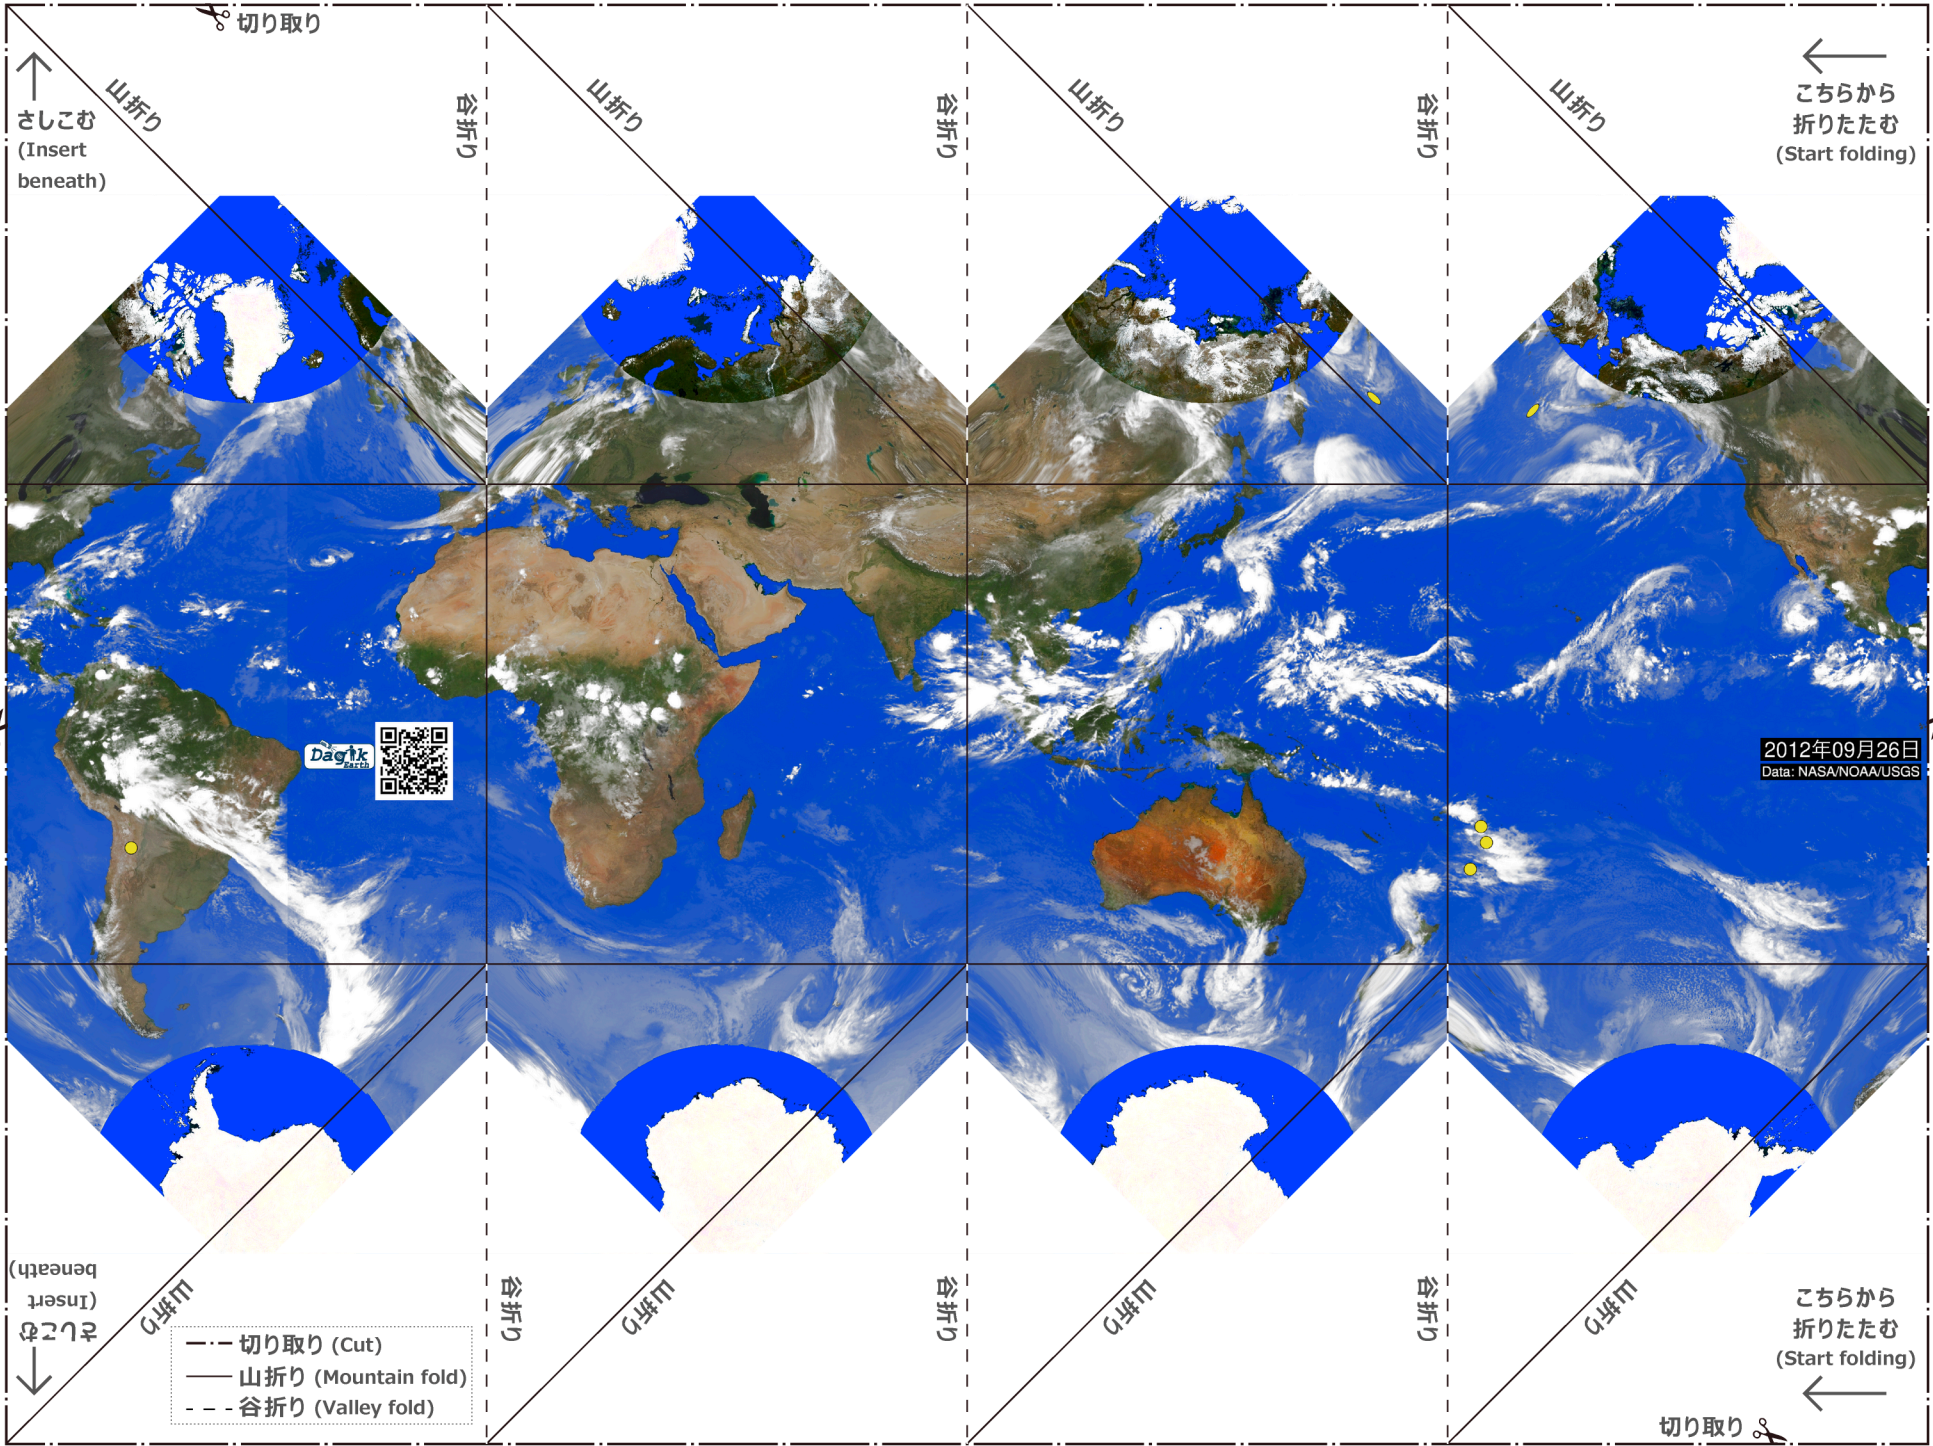 切り取り
山折り
谷折り
山折り
谷折り
山折り
谷折り
山折り
さしこむ
(Insert
beneath)
こちらから
折りたたむ
(Start folding)
Dagik
Earth
2012年09月26日
Data: NASA/NOAA/USGS
さしこむ
(Insert
beneath)
山折り
谷折り
山折り
谷折り
山折り
谷折り
山折り
こちらから
折りたたむ
(Start folding)
切り取り (Cut)
山折り (Mountain fold)
谷折り (Valley fold)
切り取り